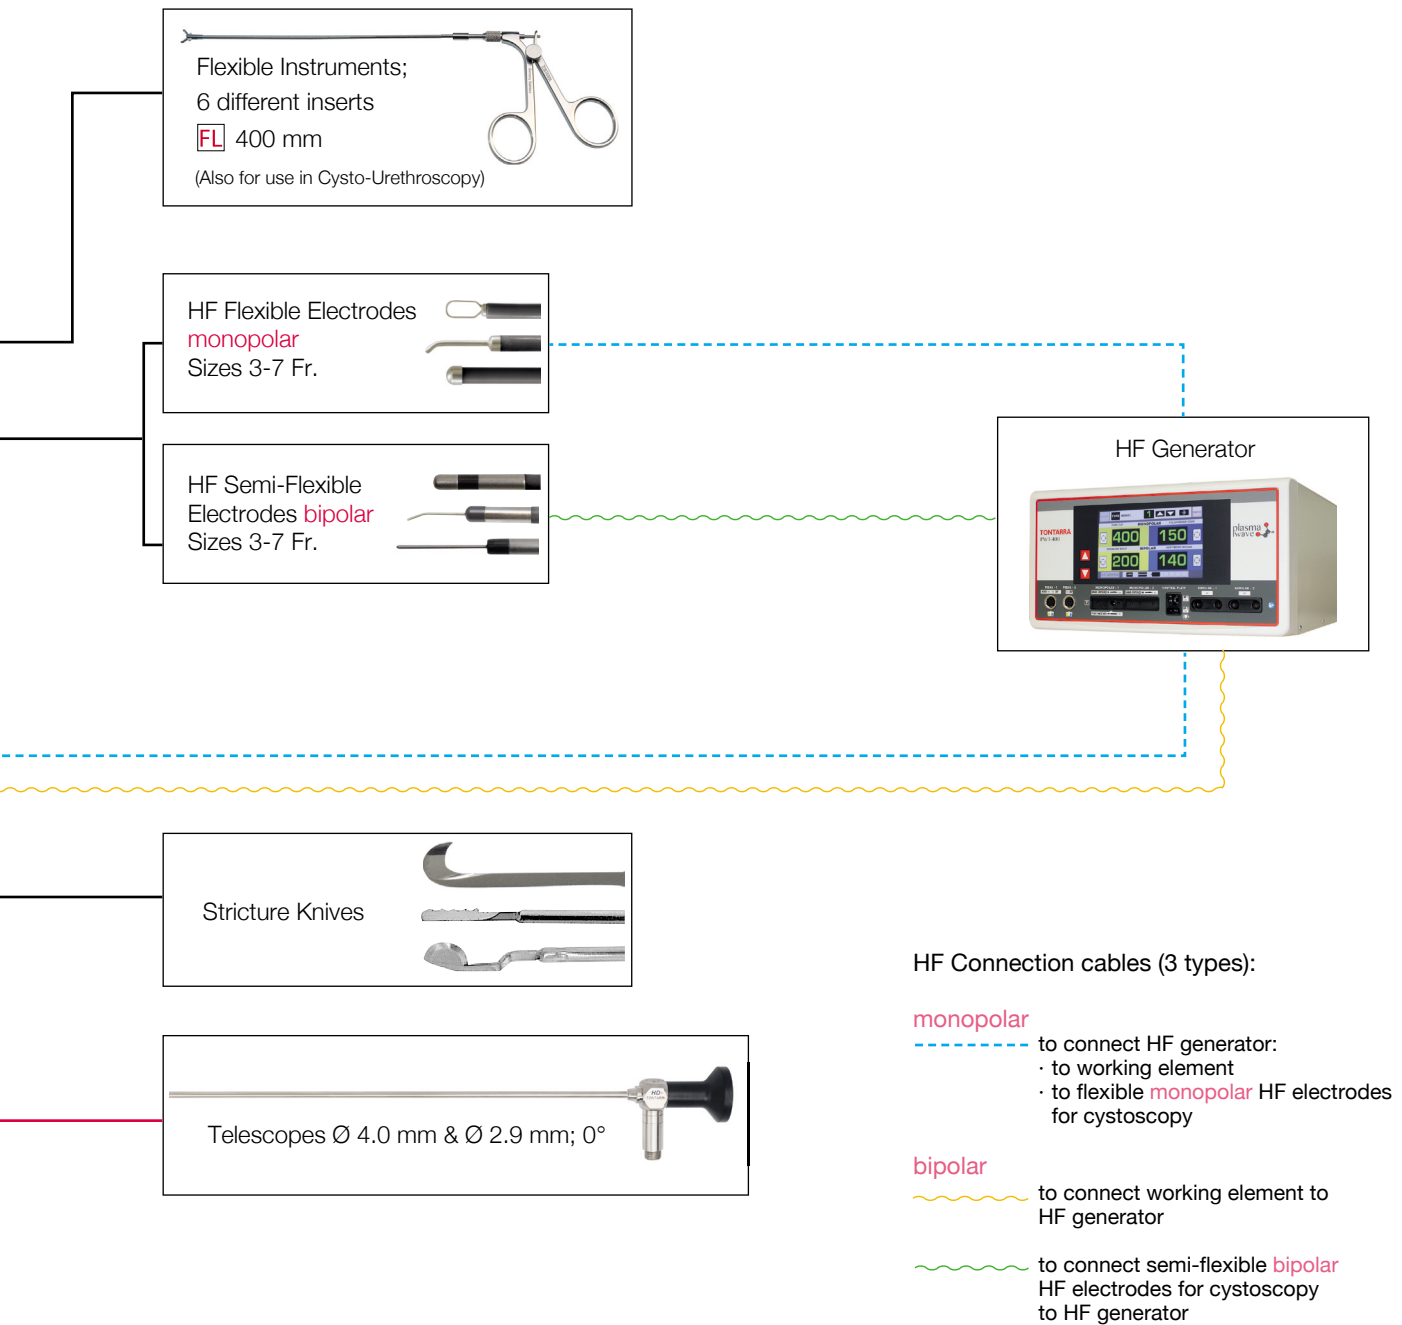 Flexible Instruments;
6 different inserts
FL 400 mm
(Also for use in Cysto-Urethroscopy)
HF Flexible Electrodes
monopolar
Sizes 3-7 Fr.
HF Semi-Flexible
Electrodes bipolar
Sizes 3-7 Fr.
HF Generator
TONTARRA
plasma
wave
MONOPOLAR
400 150
BIPOLAR
200 140
Stricture Knives
HD
Telescopes Ø 4.0 mm & Ø 2.9 mm; 0°
HF Connection cables (3 types):
monopolar
to connect HF generator:
· to working element
· to flexible monopolar HF electrodes
for cystoscopy
bipolar
to connect working element to
HF generator
to connect semi-flexible bipolar
HF electrodes for cystoscopy
to HF generator